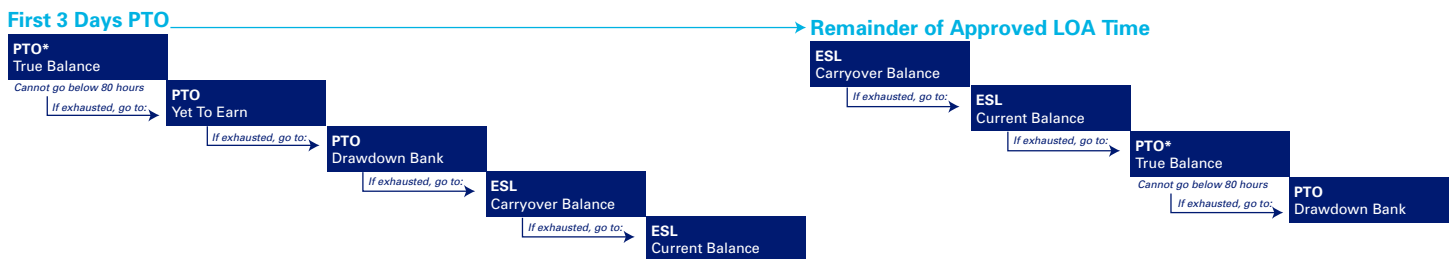 First 3 Days PTO
PTO*
True Balance
Cannot go below 80 hours
If exhausted, go to:
PTO
Yet To Earn
If exhausted, go to:
PTO
Drawdown Bank
If exhausted, go to:
ESL
Carryover Balance
If exhausted, go to:
ESL
Current Balance
Remainder of Approved LOA Time
ESL
Carryover Balance
If exhausted, go to:
ESL
Current Balance
If exhausted, go to:
PTO*
True Balance
Cannot go below 80 hours
If exhausted, go to:
PTO
Drawdown Bank